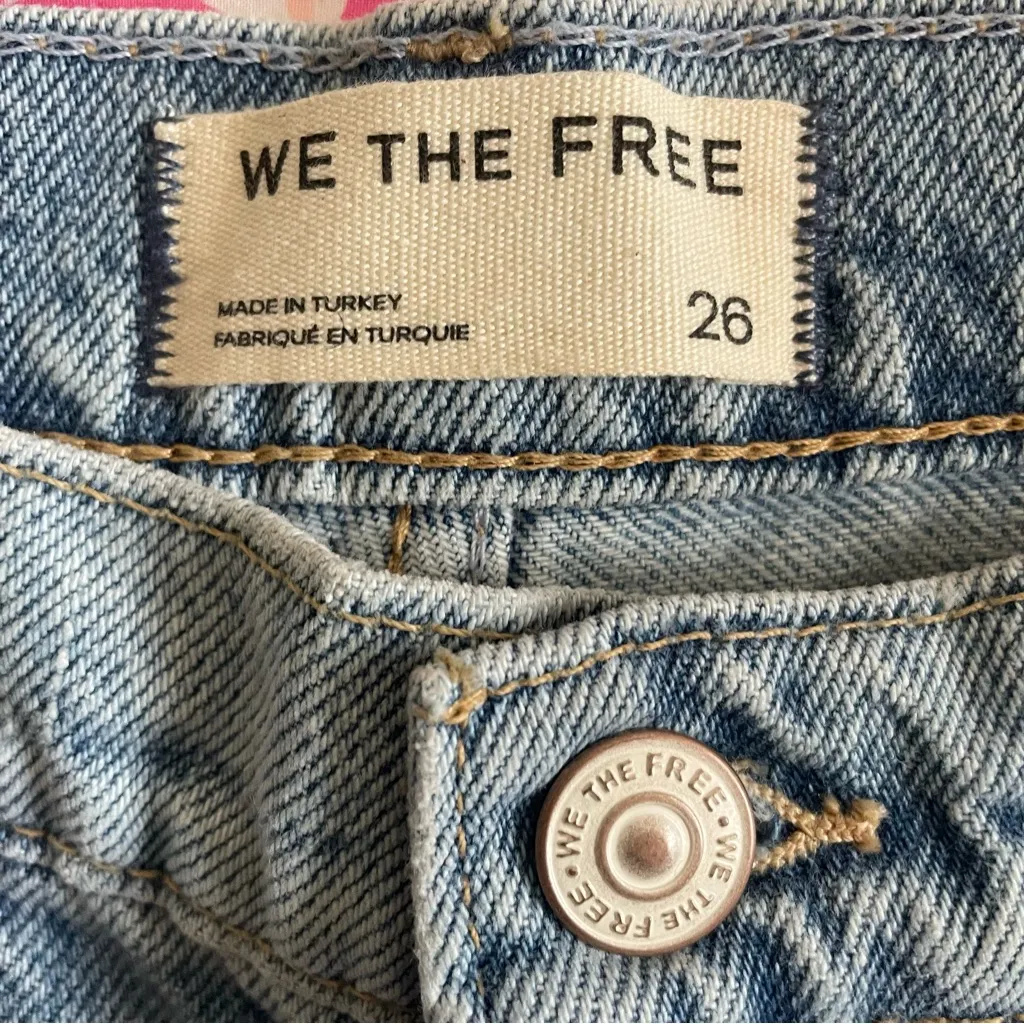 WE THE FREE
MADE IN TURKEY
FABRIQUÉ EN TURQUIE
26
WE THE FREE • WE THE FREE •